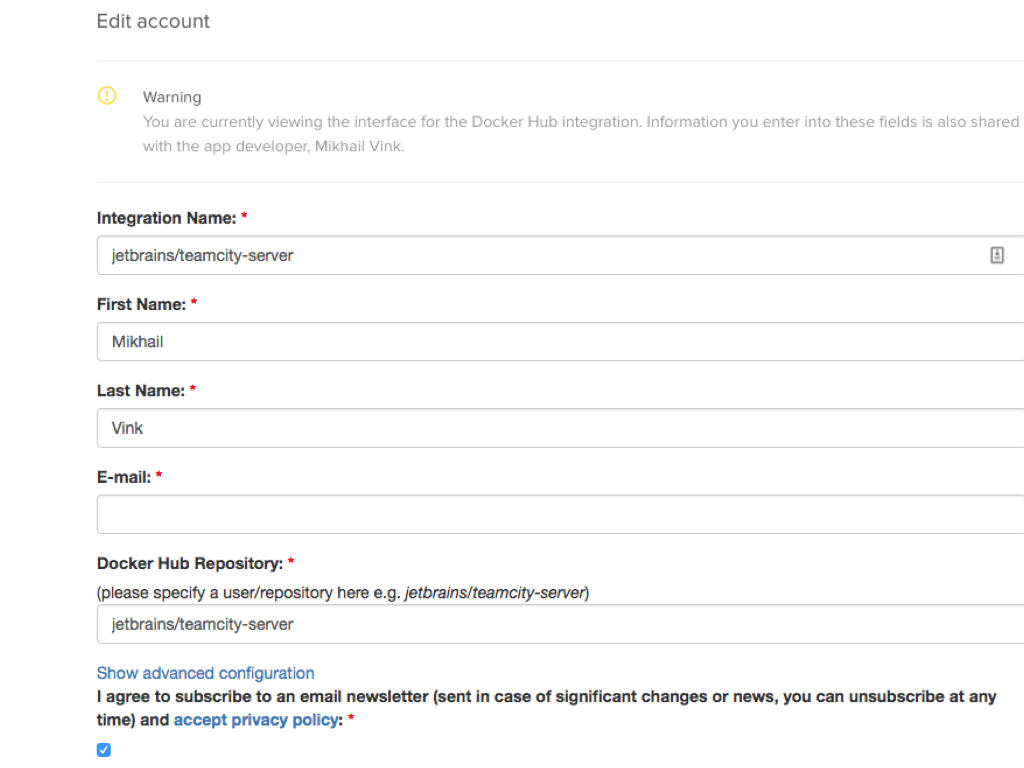 Edit account
Warning
You are currently viewing the interface for the Docker Hub integration. Information you enter into these fields is also shared
with the app developer, Mikhail Vink.
Integration Name: *
jetbrains/teamcity-server
First Name: *
Mikhail
Last Name: *
Vink
E-mail: *
Docker Hub Repository: *
(please specify a user/repository here e.g. jetbrains/teamcity-server)
jetbrains/teamcity-server
Show advanced configuration
I agree to subscribe to an email newsletter (sent in case of significant changes or news, you can unsubscribe at any
time) and accept privacy policy: *